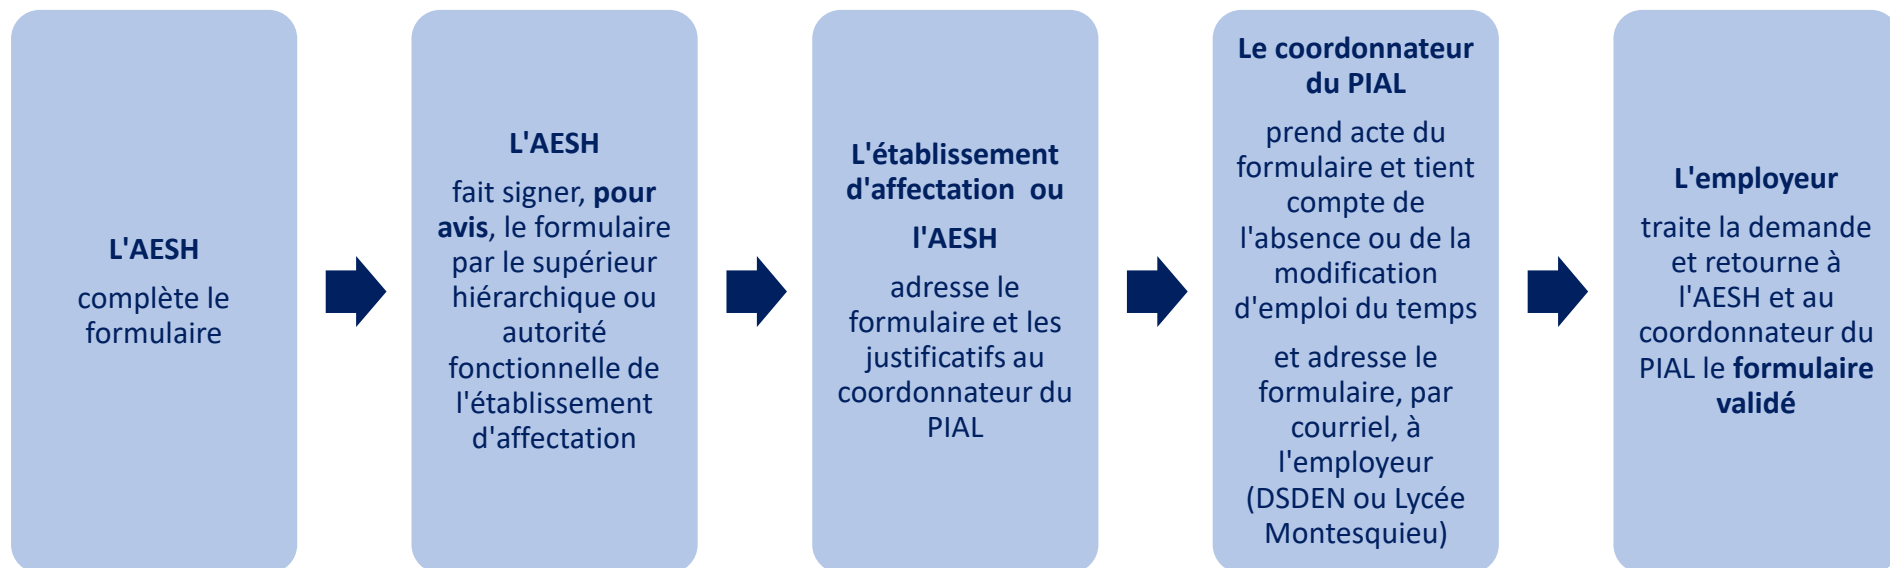 L'AESH
complète le
formulaire
L'AESH
fait signer, pour
avis, le formulaire
par le supérieur
hiérarchique ou
autorité
fonctionnelle de
l'établissement
d'affectation
L'établissement
d'affectation ou
l'AESH
adresse le
formulaire et les
justificatifs au
coordonnateur du
PIAL
Le coordonnateur
du PIAL
prend acte du
formulaire et tient
compte de
l'absence ou de la
modification
d'emploi du temps
et adresse le
formulaire, par
courriel, à
l'employeur
(DSDEN ou Lycée
Montesquieu)
L'employeur
traite la demande
et retourne à
l'AESH et au
coordonnateur du
PIAL le formulaire
validé